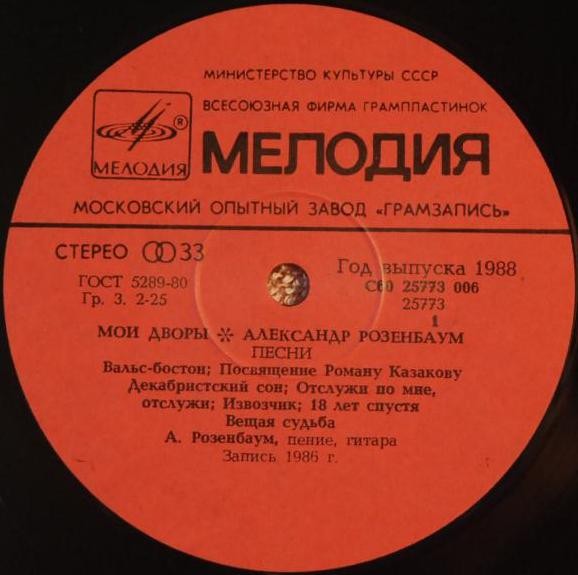 МИНИСТЕРСТВО КУЛЬТУРЫ СССР
ВСЕСОЮЗНАЯ ФИРМА ГРАМПЛАСТИНОК
®
МЕЛОДИЯ
МЕЛОДИЯ
МОСКОВСКИЙ ОПЫТНЫЙ ЗАВОД «ГРАМЗАПИСЬ»
СТЕРЕО 33
Год выпуска 1988
ГОСТ 5289-80
С60 25773 006
Гр. 3. 2-25
25773
1
МОИ ДВОРЫ * АЛЕКСАНДР РОЗЕНБАУМ
ПЕСНИ
Вальс-бостон; Посвящение Роману Казакову
Декабристский сон; Отслужи по мне,
отслужи; Извозчик; 18 лет спустя
Вещая судьба
А. Розенбаум, пение, гитара
Запись 1986 г.